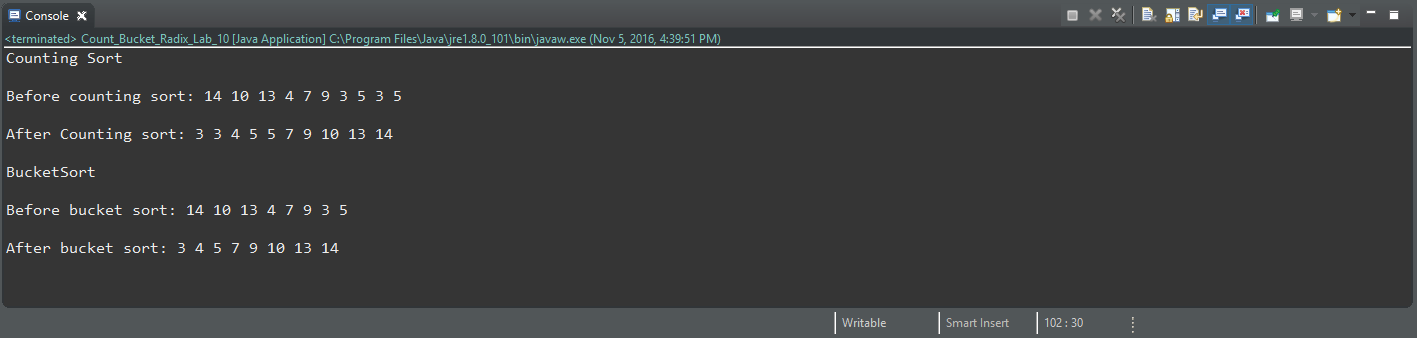 Console
<terminated> Count_Bucket_Radix_Lab_10 [Java Application] C:\Program Files\Java\jre1.8.0_101\bin\javaw.exe (Nov 5, 2016, 4:39:51 PM)
Counting Sort
Before counting sort: 14 10 13 4 7 9 3 5 3 5
After Counting sort: 3 3 4 5 5 7 9 10 13 14
BucketSort
Before bucket sort: 14 10 13 4 7 9 3 5
After bucket sort: 3 4 5 7 9 10 13 14
Writable Smart Insert 102 : 30